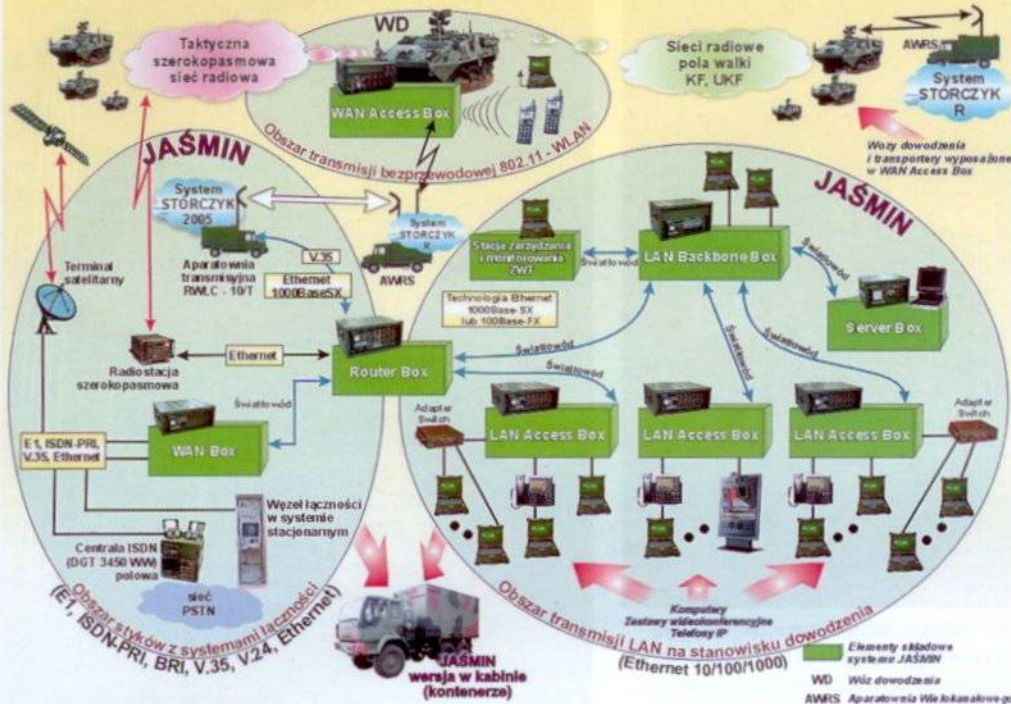 Taktyczna
szerokopasmowa
sieć radiowa
WD
WAN Access Box
Obszar transmisji bezprzewodowej 802.11 - WLAN
Sieci radiowe
pola walki
KF, UKF
AWRS
System
STORCZYK
R
Wozy dowodzenia
i transportery wyposażone
w WAN Access Box
JAŚMIN
System
STORCZYK
2005
Terminal
satelitarny
Aparatownia
transmisyjna
RWŁC - 10/T
V.35
Ethernet
1000BaseSX
System
STORCZYK
R
AWRS
Radiostacja
szerokopasmowa
Ethernet
Router Box
Światłowód
WAN Box
E1, ISDN-PRI,
V.35, Ethernet
Węzeł łączności
w systemie
stacjonarnym
Centrala ISDN
(DGT 3450 WW)
polowa
sieć
PSTN
Obszar styków z systemami łączności
(E1, ISDN-PRI, BRI, V.35, V.24, Ethernet)
JAŚMIN
wersja w kabinie
(kontenerze)
JAŚMIN
Stacja zarządzania
i monitorowania
ZWT
Światłowód
LAN Backbone Box
Światłowód
Server Box
Technologia Ethernet
1000Base-SX
lub 100Base-FX
Światłowód
Światłowód
Światłowód
Światłowód
Adapter
Switch
LAN Access Box
LAN Access Box
LAN Access Box
Adapter
Switch
Komputery
Zestawy wideokonferencyjne
Telefony IP
Obszar transmisji LAN na stanowisku dowodzenia
(Ethernet 10/100/1000)
Elementy składowe
systemu JAŚMIN
WD Wóz dowodzenia
AWRS Aparatownia Wielokanałowego